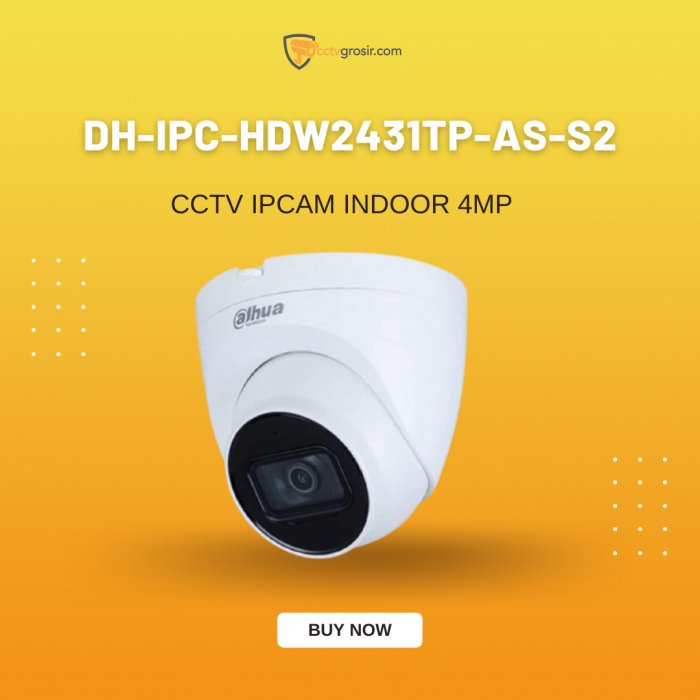 cctvgrosir.com
DH-IPC-HDW2431TP-AS-S2
CCTV IPCAM INDOOR 4MP
alhua
BUY NOW